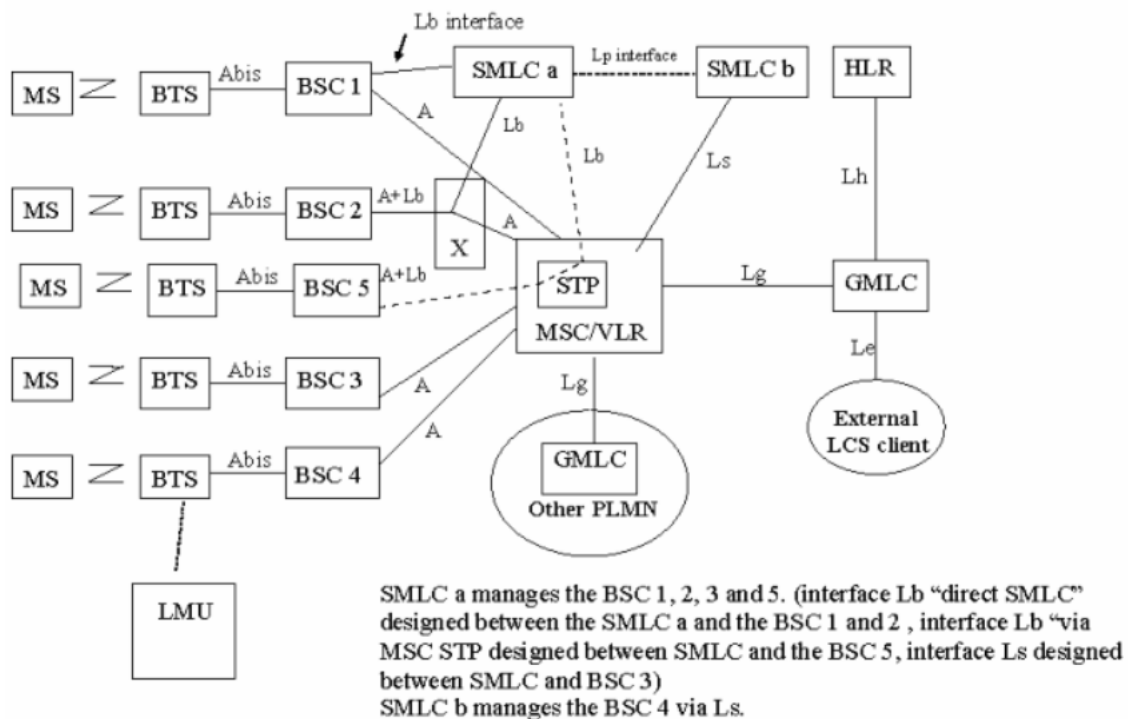 Lb interface
MS
BTS
Abis
BSC 1
SMLC a
Lp interface
SMLC b
HLR
A
Lb
Lb
Ls
Lh
MS
BTS
Abis
BSC 2
A+Lb
X
A
MS
BTS
Abis
BSC 5
A+Lb
STP
MSC/VLR
Lg
GMLC
MS
BTS
Abis
BSC 3
A
Lg
Le
External
LCS client
MS
BTS
Abis
BSC 4
A
GMLC
Other PLMN
LMU
SMLC a manages the BSC 1, 2, 3 and 5. (interface Lb “direct SMLC”
designed between the SMLC a and the BSC 1 and 2 , interface Lb “via
MSC STP designed between SMLC and the BSC 5, interface Ls designed
between SMLC and BSC 3)
SMLC b manages the BSC 4 via Ls.